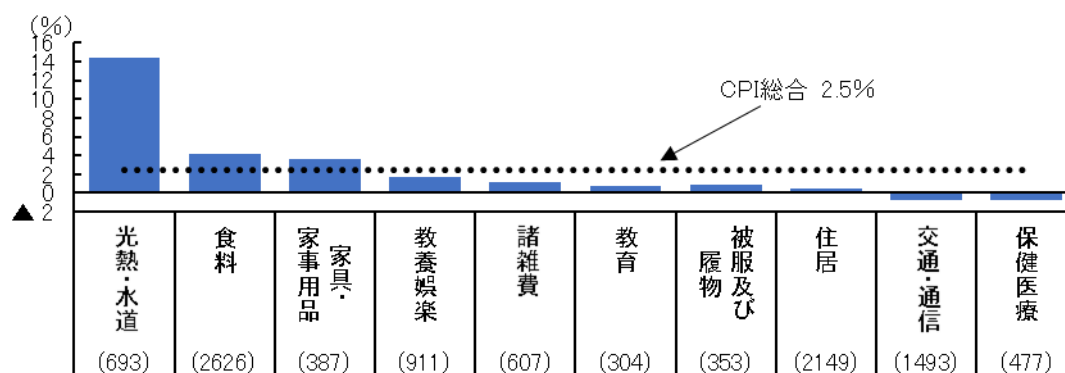 (%)
16
14
12
10
8
6
4
2
0
▲ 2
CPI総合 2.5%
光熱・水道
食料
家具・
家事用品
教養娯楽
諸雑費
教育
被服及び
履物
住居
交通・通信
保健医療
(693)
(2626)
(387)
(911)
(607)
(304)
(353)
(2149)
(1493)
(477)